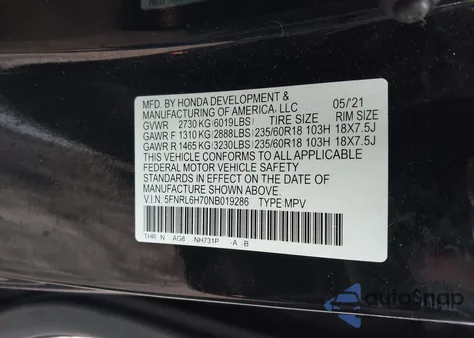 MFD. BY HONDA DEVELOPMENT &
MANUFACTURING OF AMERICA, LLC 05/21
GVWR 2730 KG (6019LBS) TIRE SIZE RIM SIZE
GAWR F 1310 KG (2888LBS) 235/60R18 103H 18X7.5J
GAWR R 1465 KG (3230LBS) 235/60R18 103H 18X7.5J
THIS VEHICLE CONFORMS TO ALL APPLICABLE
FEDERAL MOTOR VEHICLE SAFETY
STANDARDS IN EFFECT ON THE DATE OF
MANUFACTURE SHOWN ABOVE.
V.I.N: 5FNRL6H70NB019286 TYPE:MPV
THR N AG8 -NH731P -A -B
autoSnap